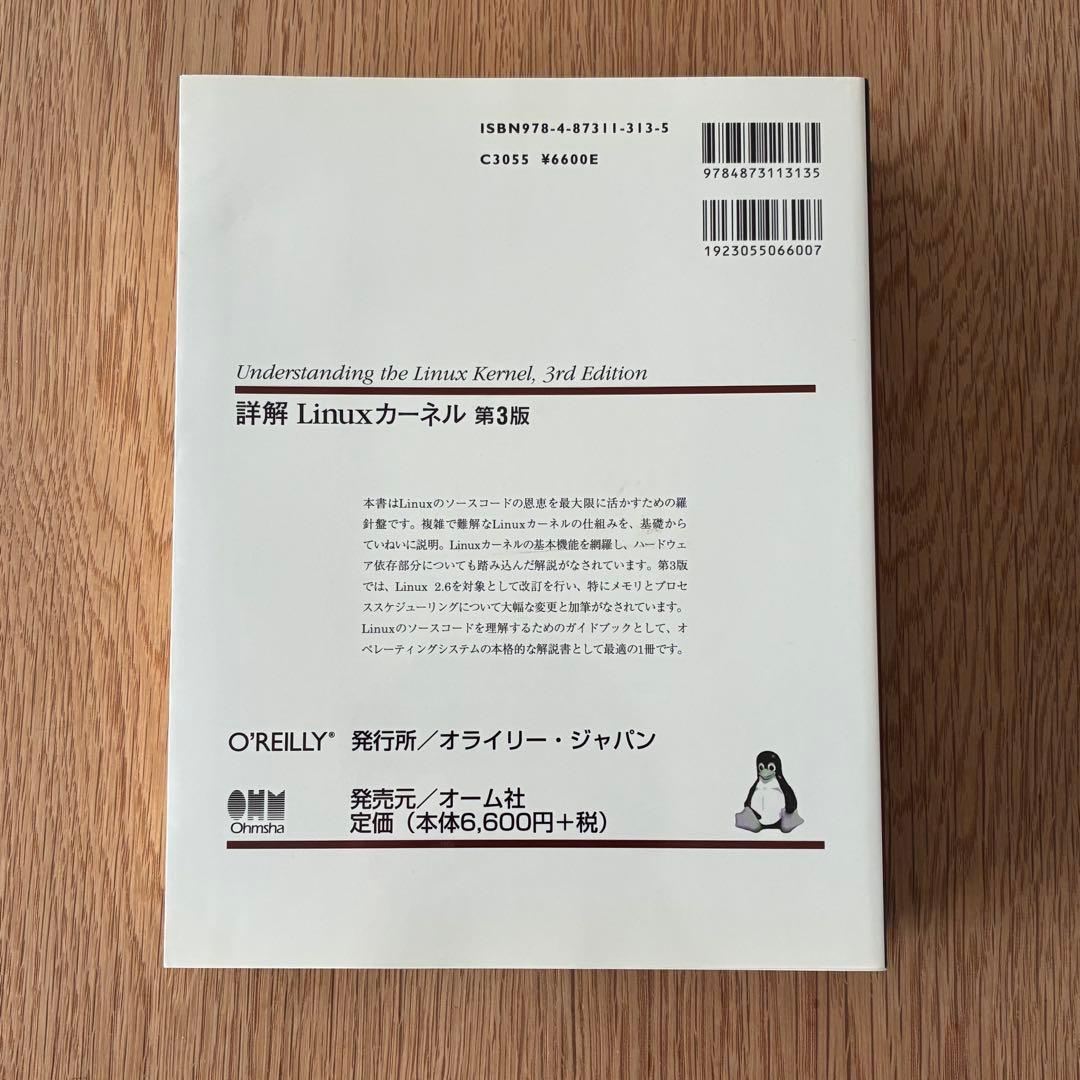 ISBN978-4-87311-313-5
C3055 ¥6600E
9784873113135
1923055066007
Understanding the Linux Kernel, 3rd Edition
詳解 Linuxカーネル 第3版
本書はLinuxのソースコードの恩恵を最大限に活かすための羅
針盤です。複雑で難解なLinuxカーネルの仕組みを、基礎から
ていねいに説明。Linuxカーネルの基本機能を網羅し、ハードウェ
ア依存部分についても踏み込んだ解説がなされています。第3版
では、Linux 2.6を対象として改訂を行い、特にメモリとプロセ
ススケジューリングについて大幅な変更と加筆がなされています。
Linuxのソースコードを理解するためのガイドブックとして、オ
ペレーティングシステムの本格的な解説書として最適の1冊です。
O'REILLY® 発行所／オライリー・ジャパン
OHM
Ohmsha
発売元／オーム社
定価（本体6,600円＋税）